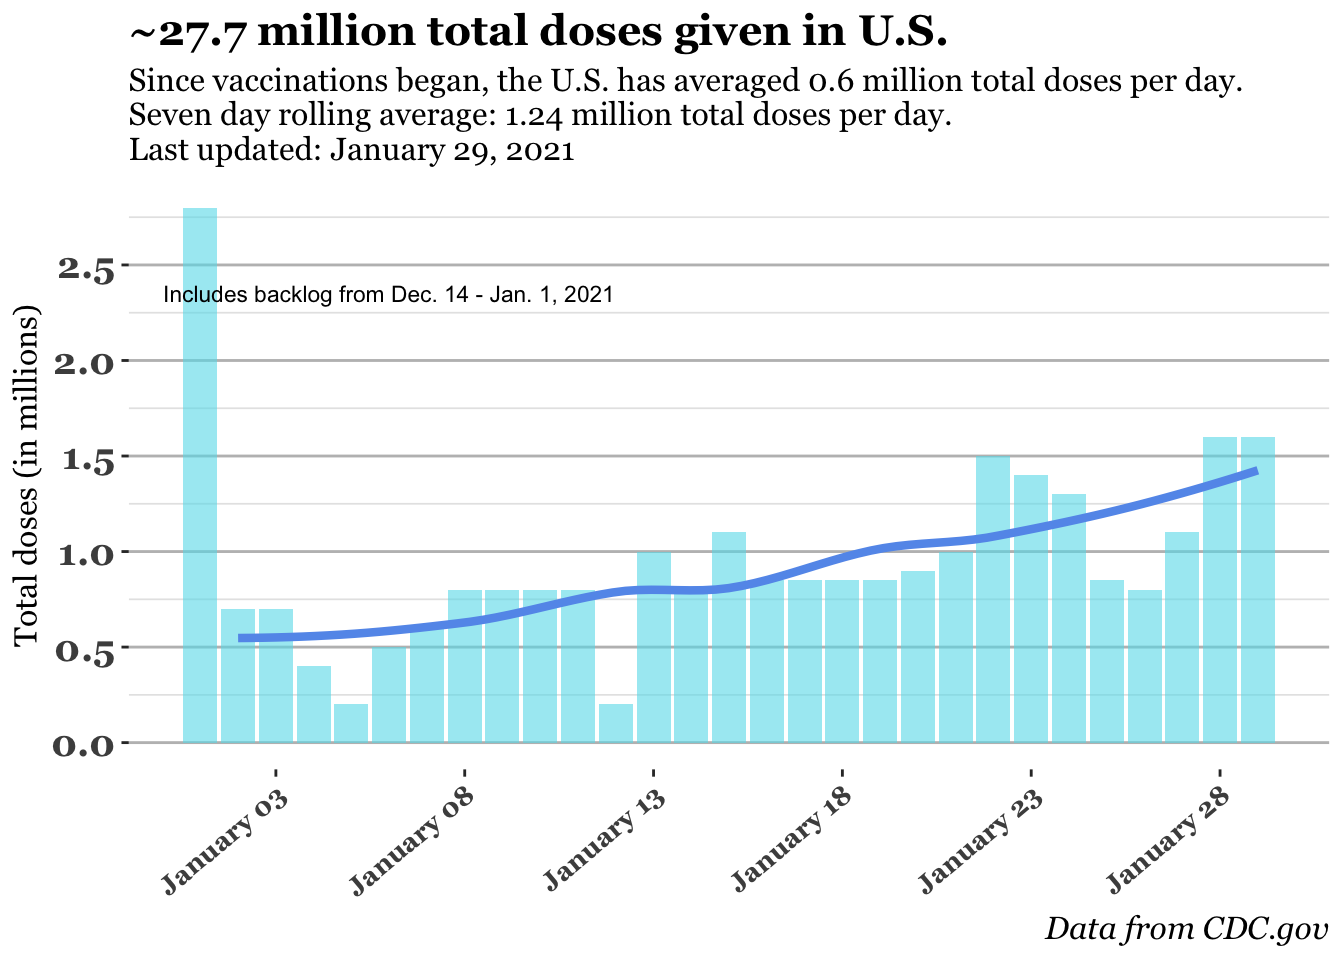 ~27.7 million total doses given in U.S.
Since vaccinations began, the U.S. has averaged 0.6 million total doses per day.
Seven day rolling average: 1.24 million total doses per day.
Last updated: January 29, 2021
Total doses (in millions)
2.5
Includes backlog from Dec. 14 - Jan. 1, 2021
2.0
1.5
1.0
0.5
0.0
January 03
January 08
January 13
January 18
January 23
January 28
Data from CDC.gov